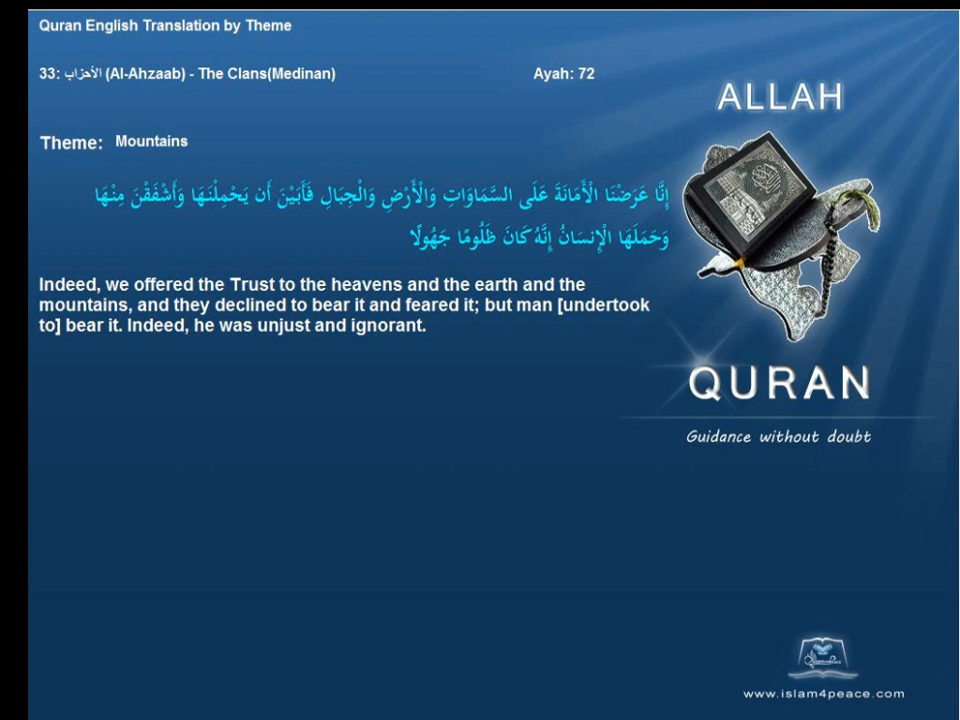 Quran English Translation by Theme
33: الأحزاب (Al-Ahzaab) - The Clans(Medinan) Ayah: 72
Theme: Mountains
إِنَّا عَرَضْنَا الْأَمَانَةَ عَلَى السَّمَاوَاتِ وَالْأَرْضِ وَالْجِبَالِ فَأَبَيْنَ أَن يَحْمِلْنَهَا وَأَشْفَقْنَ مِنْهَا
وَحَمَلَهَا الْإِنسَانُ إِنَّهُ كَانَ ظَلُومًا جَهُولًا
Indeed, we offered the Trust to the heavens and the earth and the
mountains, and they declined to bear it and feared it; but man [undertook
to] bear it. Indeed, he was unjust and ignorant.
ALLAH
QURAN
Guidance without doubt
www.islam4peace.com